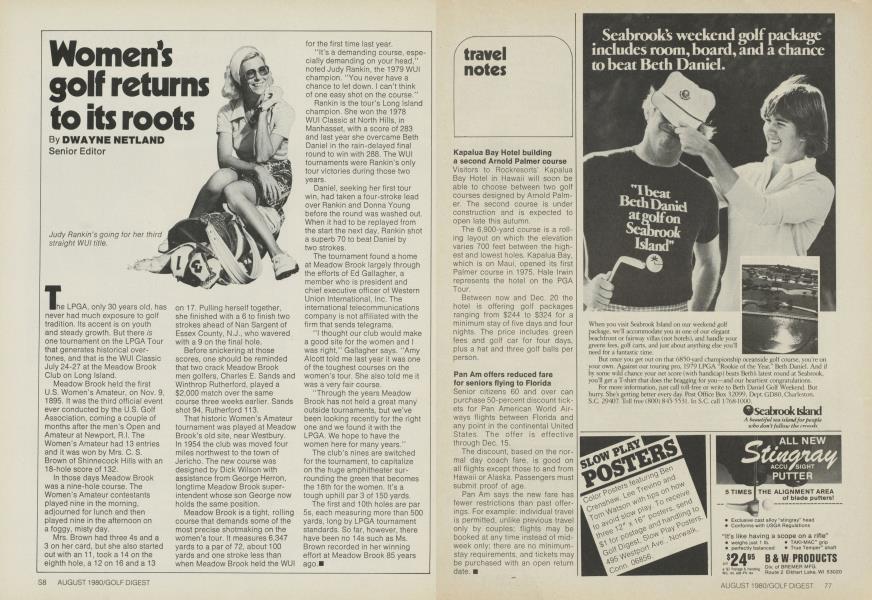 Women's
golf returns
to its roots
By DWAYNE NETLAND
Senior Editor
Judy Rankin's going for her third
straight WUI title.
The LPGA, only 30 years old, has
never had much exposure to golf
tradition. Its accent is on youth
and steady growth. But there is
one tournament on the LPGA Tour
that generates historical over-
tones, and that is the WUI Classic
July 24-27 at the Meadow Brook
Club on Long Island.
Meadow Brook held the first
U.S. Women's Amateur, on Nov. 9,
1895. It was the third official event
ever conducted by the U.S. Golf
Association, coming a couple of
months after the men's Open and
Amateur at Newport, R.I. The
Women's Amateur had 13 entries
and it was won by Mrs. C. S.
Brown of Shinnecock Hills with an
18-hole score of 132.
In those days Meadow Brook
was a nine-hole course. The
Women's Amateur contestants
played nine in the morning,
adjourned for lunch and then
played nine in the afternoon on
a foggy, misty day.
Mrs. Brown had three 4s and a
3 on her card, but she also started
out with an 11, took a 14 on the
eighth hole, a 12 on 16 and a 13
on 17. Pulling herself together,
she finished with a 6 to finish two
strokes ahead of Nan Sargent of
Essex County, N.J., who wavered
with a 9 on the final hole.
Before snickering at those
scores, one should be reminded
that two crack Meadow Brook
men golfers, Charles E. Sands and
Winthrop Rutherford, played a
$2,000 match over the same
course three weeks earlier. Sands
shot 94, Rutherford 113.
That historic Women's Amateur
tournament was played at Meadow
Brook's old site, near Westbury.
In 1954 the club was moved four
miles northwest to the town of
Jericho. The new course was
designed by Dick Wilson with
assistance from George Herron,
longtime Meadow Brook super-
intendent whose son George now
holds the same position.
Meadow Brook is a tight, rolling
course that demands some of the
most precise shotmaking on the
women's tour. It measures 6,347
yards to a par of 72, about 100
yards and one stroke less than
when Meadow Brook held the WUI
for the first time last year.
"It's a demanding course, espe-
cially demanding on your head,"
noted Judy Rankin, the 1979 WUI
champion. "You never have a
chance to let down. I can't think
of one easy shot on the course."
Rankin is the tour's Long Island
champion. She won the 1978
WUI Classic at North Hills, in
Manhasset, with a score of 283
and last year she overcame Beth
Daniel in the rain-delayed final
round to win with 288. The WUI
tournaments were Rankin's only
tour victories during those two
years.
Daniel, seeking her first tour
win, had taken a four-stroke lead
over Rankin and Donna Young
before the round was washed out.
When it had to be replayed from
the start the next day, Rankin shot
a superb 70 to beat Daniel by
two strokes.
The tournament found a home
at Meadow Brook largely through
the efforts of Ed Gallagher, a
member who is president and
chief executive officer of Western
Union International, Inc. The
international telecommunications
company is not affiliated with the
firm that sends telegrams.
"I thought our club would make
a good site for the women and I
was right," Gallagher says. "Amy
Alcott told me last year it was one
of the toughest courses on the
women's tour. She also told me it
was a very fair course.
"Through the years Meadow
Brook has not held a great many
outside tournaments, but we've
been looking recently for the right
one and we found it with the
LPGA. We hope to have the
women here for many years."
The club's nines are switched
for the tournament, to capitalize
on the huge amphitheater sur-
rounding the green that becomes
the 18th for the women. It's a
tough uphill par 3 of 150 yards.
The first and 10th holes are par
5s, each measuring more than 500
yards, long by LPGA tournament
standards. So far, however, there
have been no 14s such as Ms.
Brown recorded in her winning
effort at Meadow Brook 85 years
ago.■
S8 AUGUST 1980/GOLF DIGEST
travel
notes
Kapalua Bay Hotel building
a second Arnold Palmer course
Visitors to Rockresorts' Kapalua
Bay Hotel in Hawaii will soon be
able to choose between two golf
courses designed by Arnold Palm-
er. The second course is under
construction and is expected to
open late this autumn.
The 6,900-yard course is a roll-
ing layout on which the elevation
varies 700 feet between the high-
est and lowest holes. Kapalua Bay,
which is on Maui, opened its first
Palmer course in 1975. Hale Irwin
represents the hotel on the PGA
Tour.
Between now and Dec. 20 the
hotel is offering golf packages
ranging from $244 to $324 for a
minimum stay of five days and four
nights. The price includes green
fees and golf car for four days,
plus a hat and three golf balls per
person.
Pan Am offers reduced fare
for seniors flying to Florida
Senior citizens 60 and over can
purchase 50-percent discount tick-
ets for Pan American World Air-
ways flights between Florida and
any point in the continental United
States. The offer is effective
through Dec. 15.
The discount, based on the nor-
mal day coach fare, is good on
all flights except those to and from
Hawaii or Alaska. Passengers must
submit proof of age.
Pan Am says the new fare has
fewer restrictions than past offer-
ings. For example: individual travel
is permitted, unlike previous travel
only by couples; flights may be
booked at any time instead of mid-
week only; there are no minimum-
stay requirements, and tickets may
be purchased with an open return
date. ■
Seabrook's weekend golf package
includes room, board, and a chance
to beat Beth Daniel.
"I beat
Beth Daniel
at golf on
Seabrook
Island"
When you visit Seabrook Island on our weekend golf
package, we'll accommodate you in one of our elegant
beachfront or fairway villas (not hotels), and handle your
greens fees, golf carts, and just about anything else you'll
need for a fantastic time.
But once you get out on that 6850-yard championship oceanside golf course, you're on
your own. Against our touring pro, 1979 LPGA "Rookie of the Year," Beth Daniel. And if
by some wild chance your net score (with handicap) beats Beth's latest round at Seabrook,
you'll get a T-shirt that does the bragging for you—and our heartiest congratulations.
For more information, just call toll-free or write to Beth Daniel Golf Weekend. But
hurry. She's getting better every day. Post Office Box 32099, Dept. GD80, Charleston,
S.C. 29407. Toll free (800) 845-5531. In S.C. call 1-768-1000.
Seabrook Island
A beautiful sea island for people
who don't follow the crowds
SLOW PLAY
POSTERS
Color Posters featuring Ben
Crenshaw, Lee Trevino and
Tom Watson with tips on how
to avoid slow play. To receive
three 12" x 16" posters, send
$1 for postage and handling to
Golf Digest, Slow Play Posters,
495 Westport Ave., Norwalk,
Conn. 06856.
ALL NEW
Stingray
ACCU SIGHT
PUTTER
5 TIMES THE ALIGNMENT AREA
of blade putters!
● Exclusive cast alloy "stingray" head
● Conforms with USGA Regulations
"It's like having a scope on a rifle"
● weighs just 1 lb. ● TAKI-MAC" grip
● perfectly balanced ● True Temper" shaft
$24⁹⁵
B & W PRODUCTS
Div. of BREMER MFG.
Route 2 Elkhart Lake, WI 53020
AUGUST 1980/GOLF DIGEST 77